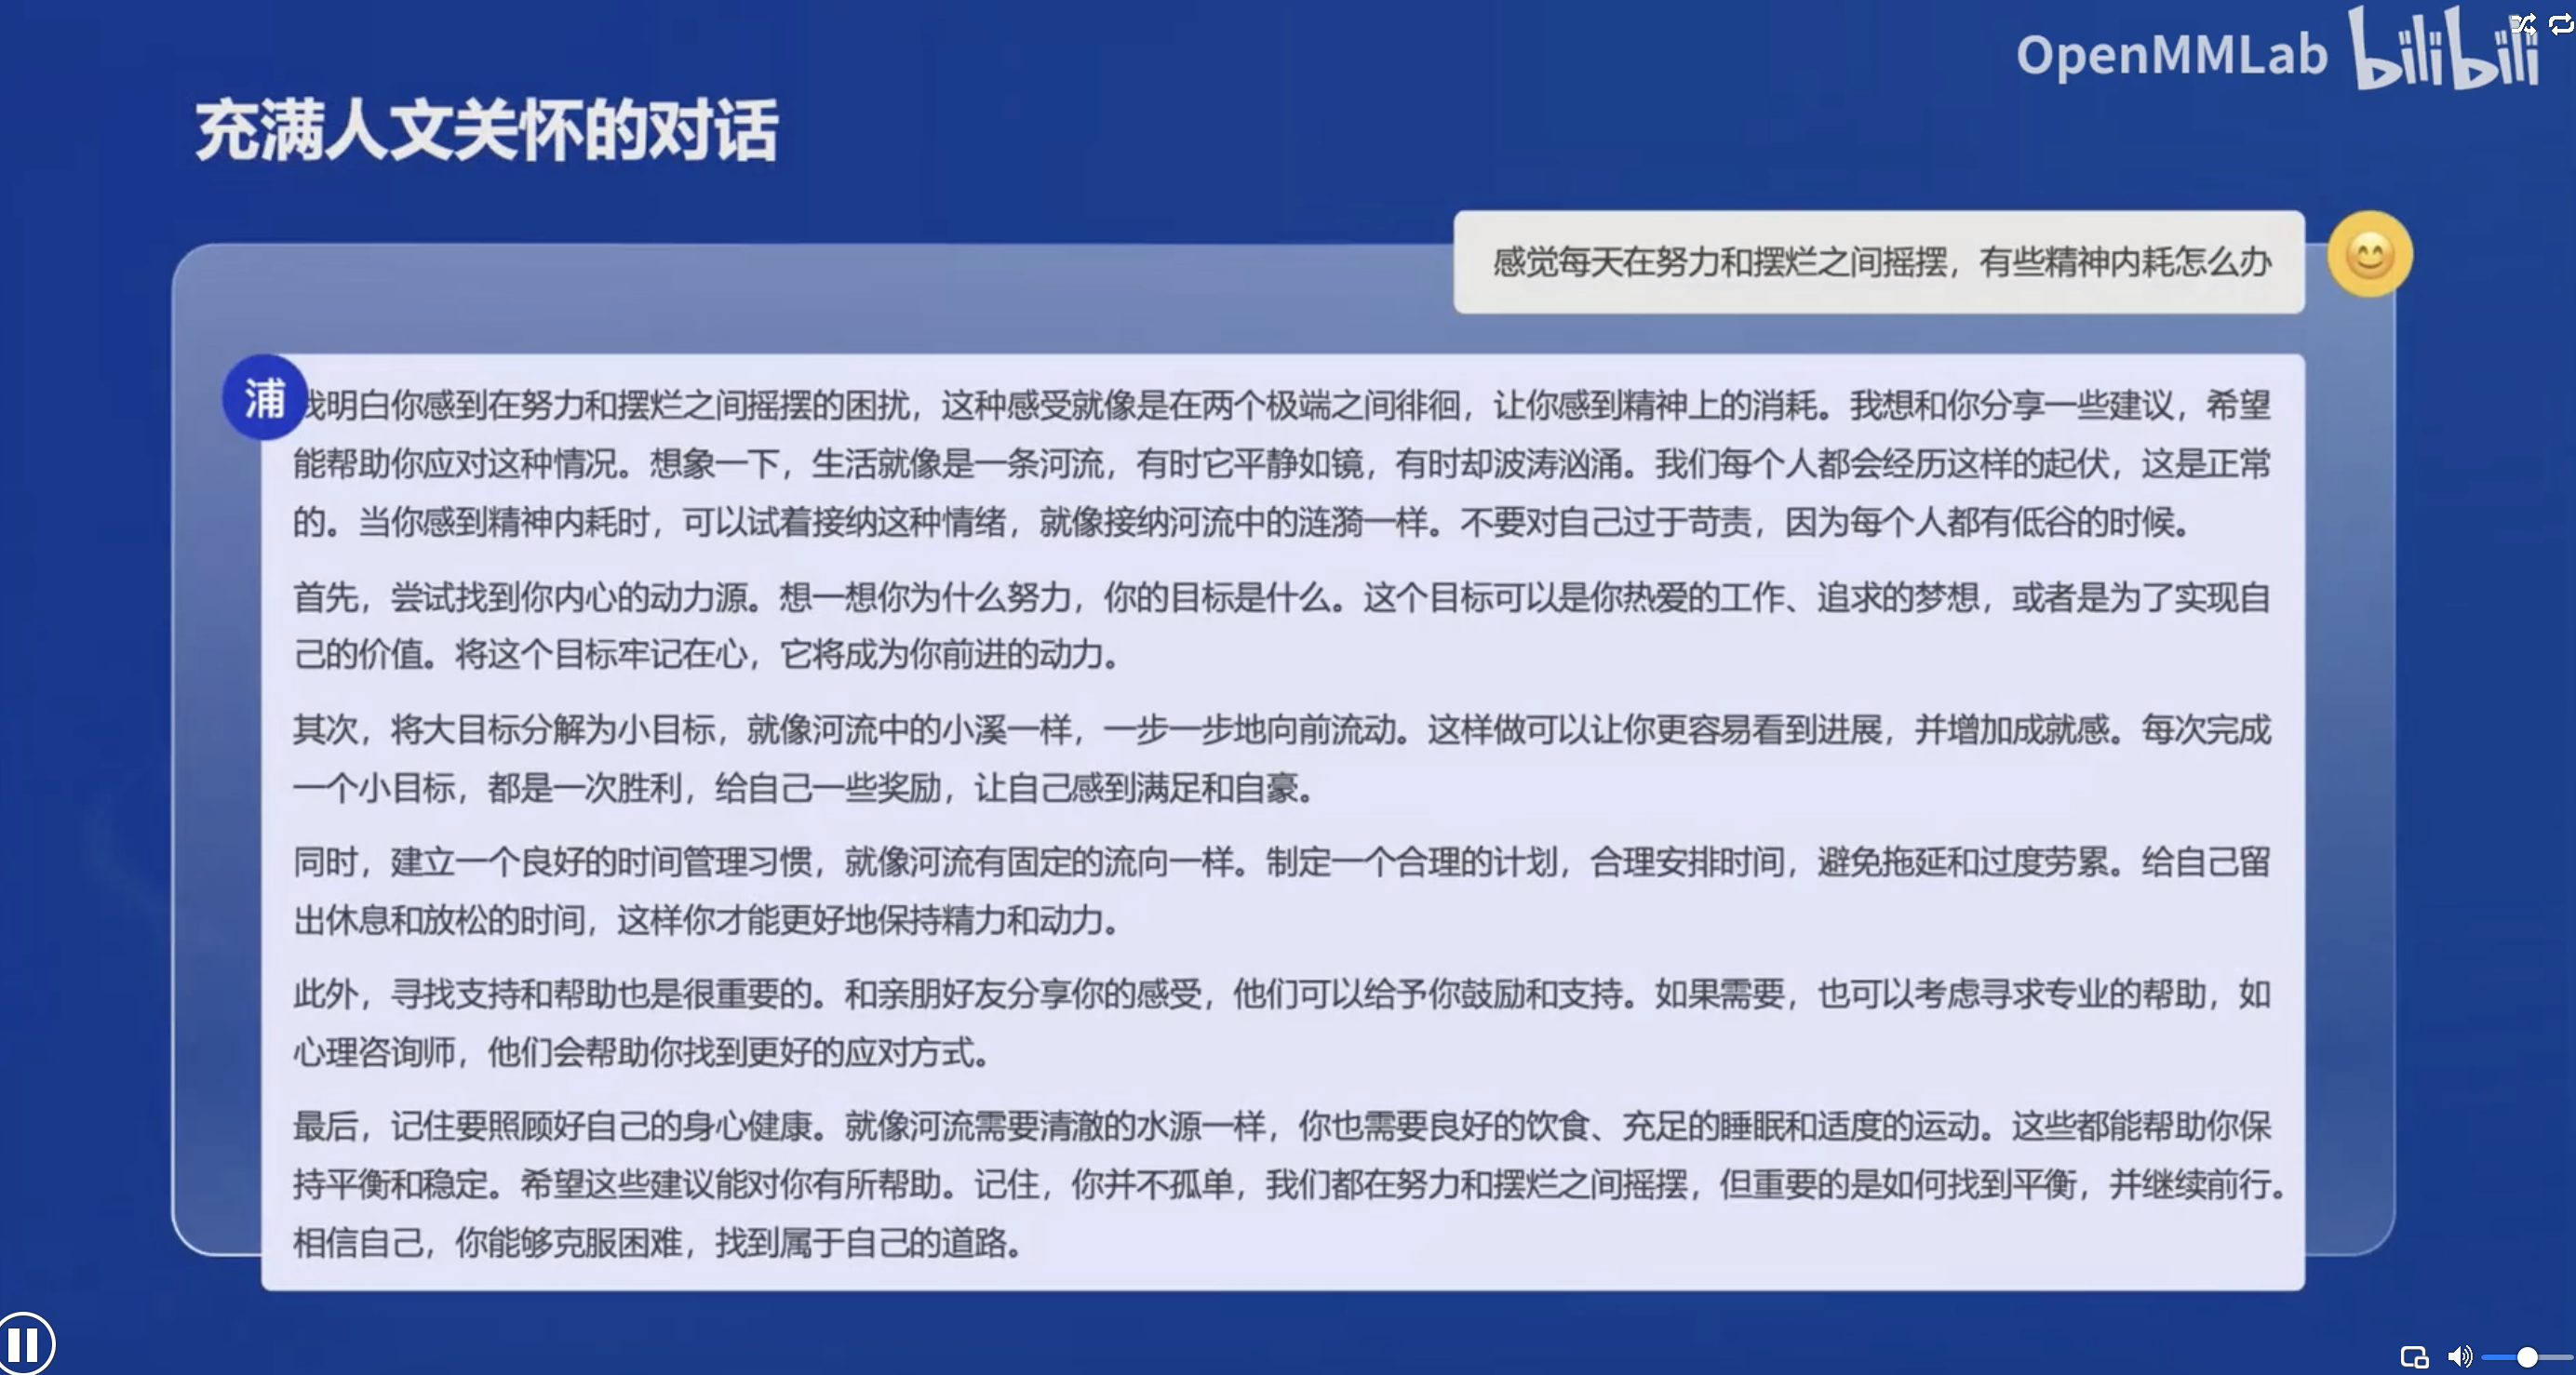 OpenMMLab bilibili
充满人文关怀的对话
感觉每天在努力和摆烂之间摇摆，有些精神内耗怎么办
浦
我明白你感到在努力和摆烂之间摇摆的困扰，这种感受就像是在两个极端之间徘徊，让你感到精神上的消耗。我想和你分享一些建议，希望
能帮助你应对这种情况。想象一下，生活就像是一条河流，有时它平静如镜，有时却波涛汹涌。我们每个人都会经历这样的起伏，这是正常
的。当你感到精神内耗时，可以试着接纳这种情绪，就像接纳河流中的涟漪一样。不要对自己过于苛责，因为每个人都有低谷的时候。
首先，尝试找到你内心的动力源。想一想你为什么努力，你的目标是什么。这个目标可以是你热爱的工作、追求的梦想，或者是为了实现自
己的价值。将这个目标牢记在心，它将成为你前进的动力。
其次，将大目标分解为小目标，就像河流中的小溪一样，一步一步地向前流动。这样做可以让你更容易看到进展，并增加成就感。每次完成
一个小目标，都是一次胜利，给自己一些奖励，让自己感到满足和自豪。
同时，建立一个良好的时间管理习惯，就像河流有固定的流向一样。制定一个合理的计划，合理安排时间，避免拖延和过度劳累。给自己留
出休息和放松的时间，这样你才能更好地保持精力和动力。
此外，寻找支持和帮助也是很重要的。和亲朋好友分享你的感受，他们可以给予你鼓励和支持。如果需要，也可以考虑寻求专业的帮助，如
心理咨询师，他们会帮助你找到更好的应对方式。
最后，记住要照顾好自己的身心健康。就像河流需要清澈的水源一样，你也需要良好的饮食、充足的睡眠和适度的运动。这些都能帮助你保
持平衡和稳定。希望这些建议能对你有所帮助。记住，你并不孤单，我们都在努力和摆烂之间摇摆，但重要的是如何找到平衡，并继续前行。
相信自己，你能够克服困难，找到属于自己的道路。